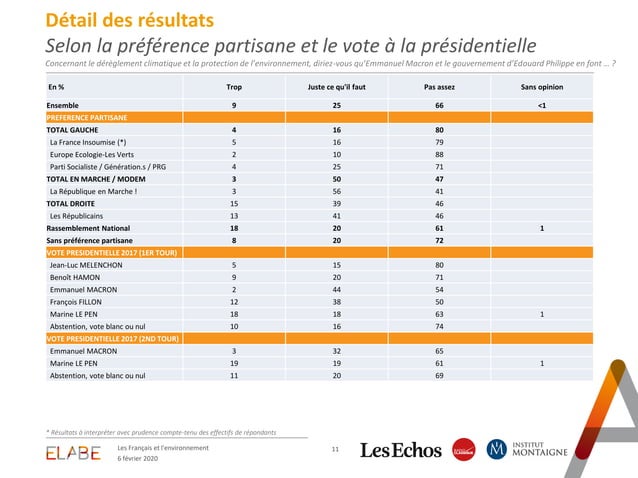 Détail des résultats
Selon la préférence partisane et le vote à la présidentielle
Concernant le dérèglement climatique et la protection de l'environnement, diriez-vous qu'Emmanuel Macron et le gouvernement d'Edouard Philippe en font … ?
En % Trop Juste ce qu'il faut Pas assez Sans opinion
Ensemble 9 25 66 <1
PREFERENCE PARTISANE
TOTAL GAUCHE 4 16 80
La France Insoumise (*) 5 16 79
Europe Ecologie-Les Verts 2 10 88
Parti Socialiste / Génération.s / PRG 4 25 71
TOTAL EN MARCHE / MODEM 3 50 47
La République en Marche ! 3 56 41
TOTAL DROITE 15 39 46
Les Républicains 13 41 46
Rassemblement National 18 20 61 1
Sans préférence partisane 8 20 72
VOTE PRESIDENTIELLE 2017 (1ER TOUR)
Jean-Luc MELENCHON 5 15 80
Benoît HAMON 9 20 71
Emmanuel MACRON 2 44 54
François FILLON 12 38 50
Marine LE PEN 18 18 63 1
Abstention, vote blanc ou nul 10 16 74
VOTE PRESIDENTIELLE 2017 (2ND TOUR)
Emmanuel MACRON 3 32 65
Marine LE PEN 19 19 61 1
Abstention, vote blanc ou nul 11 20 69
* Résultats à interpréter avec prudence compte-tenu des effectifs de répondants
ELABE
Les Français et l'environnement
6 février 2020
11
LesEchos
RADIO CLASSIQUE
M
INSTITUT
MONTAIGNE